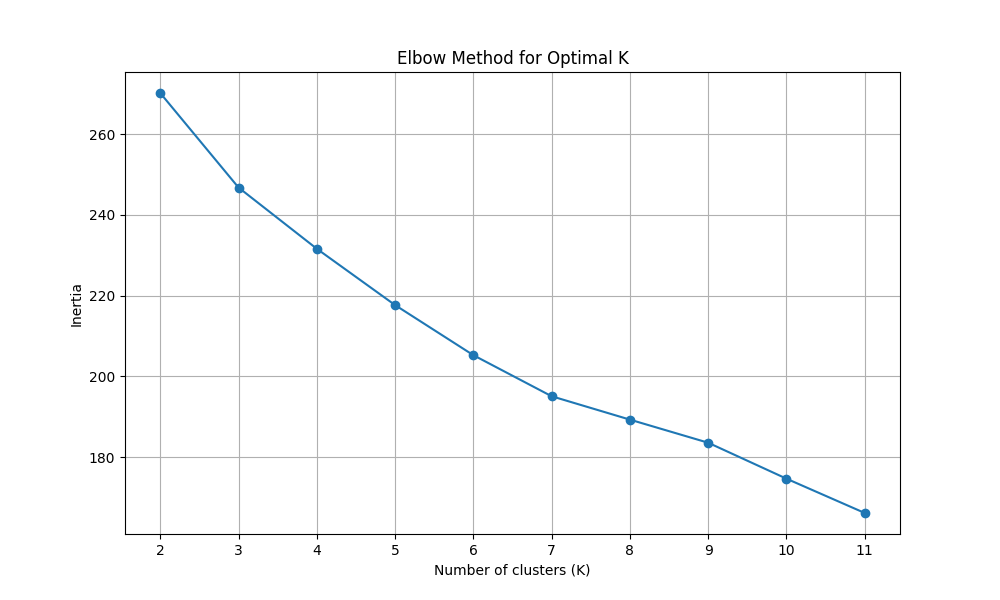 Elbow Method for Optimal K
Inertia
260
240
220
200
180
2 3 4 5 6 7 8 9 10 11
Number of clusters (K)